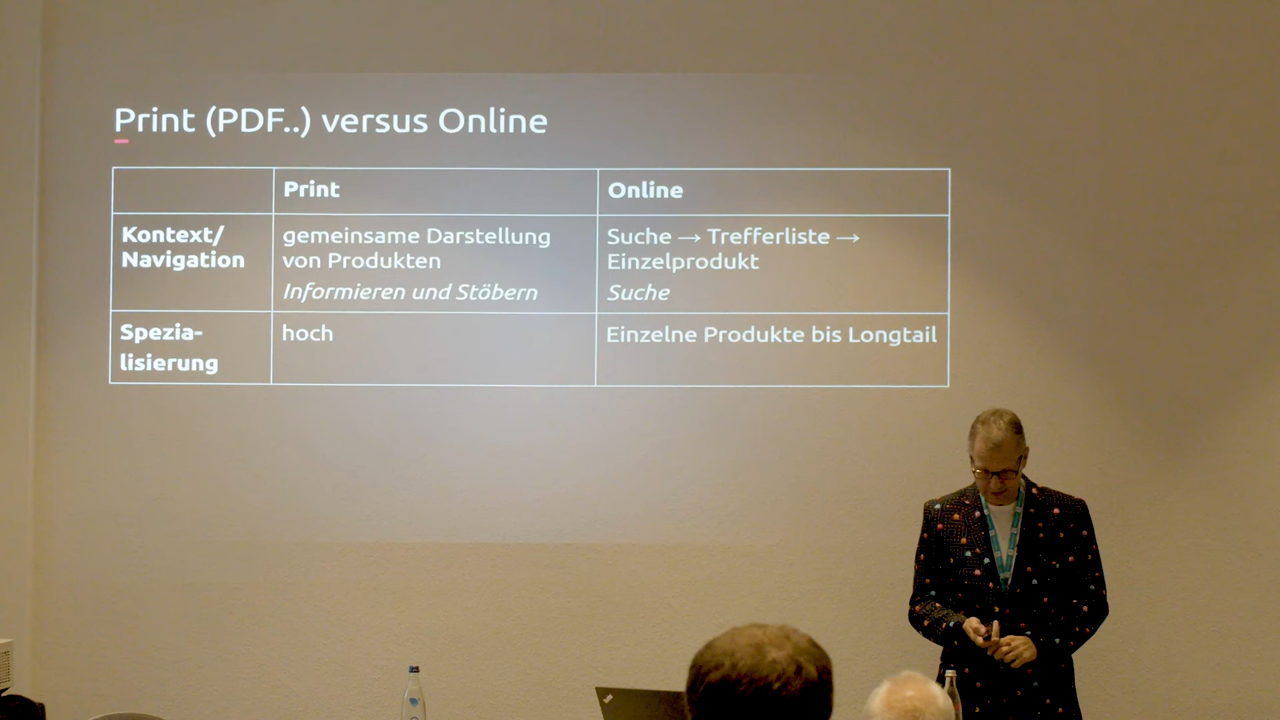 Print (PDF..) versus Online
Print
Online
Kontext/
Navigation
gemeinsame Darstellung
von Produkten
Informieren und Stöbern
Suche → Trefferliste →
Einzelprodukt
Suche
Spezia-
lisierung
hoch
Einzelne Produkte bis Longtail